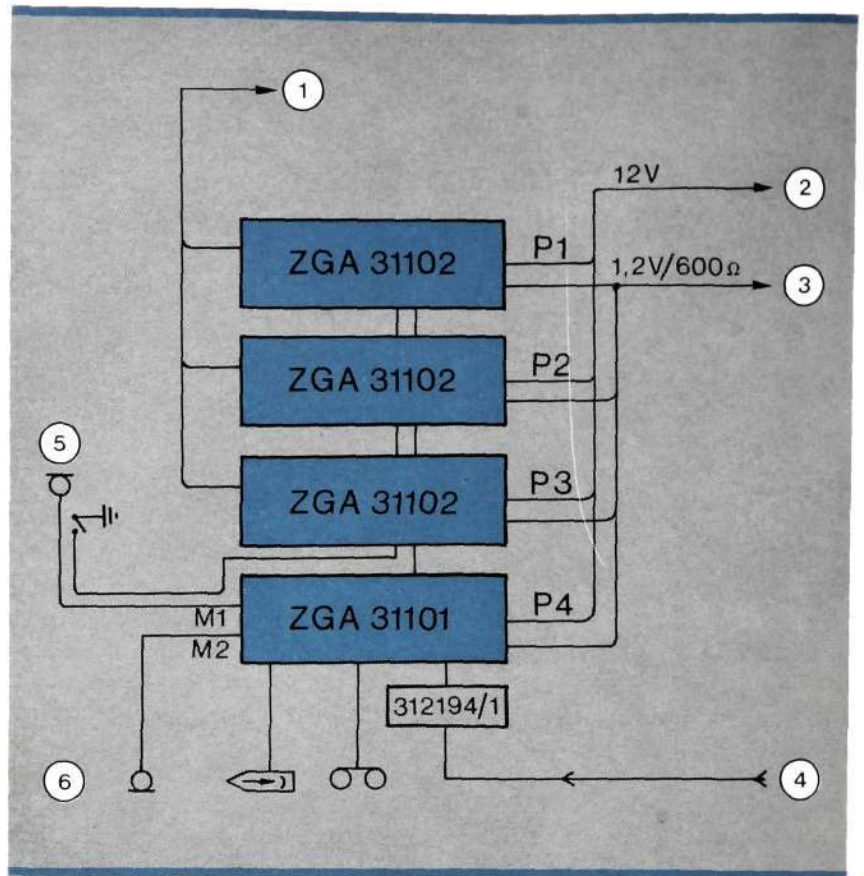 1
12V
2
ZGA 31102
P1
1,2V/600Ω
3
ZGA 31102
P2
5
ZGA 31102
P3
M1
ZGA 31101
P4
M2
312194/1
6
4